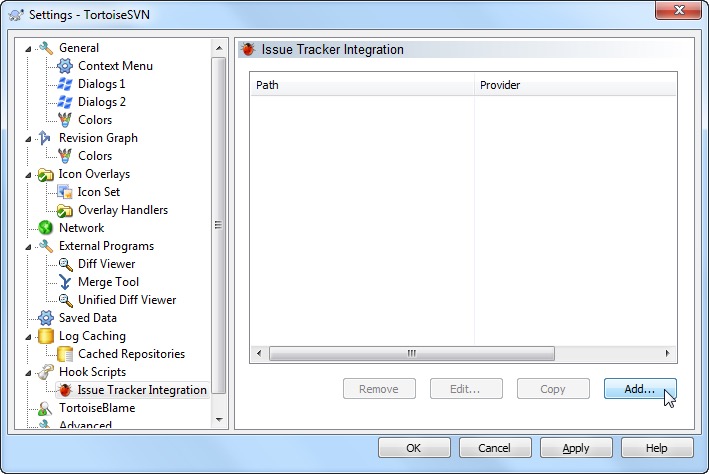 Settings - TortoiseSVN
General
Context Menu
Dialogs 1
Dialogs 2
Colors
Revision Graph
Colors
Icon Overlays
Icon Set
Overlay Handlers
Network
External Programs
Diff Viewer
Merge Tool
Unified Diff Viewer
Saved Data
Log Caching
Cached Repositories
Hook Scripts
Issue Tracker Integration
TortoiseBlame
Advanced
Issue Tracker Integration
Path Provider
Remove Edit... Copy Add...
OK Cancel Apply Help